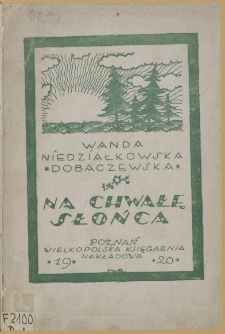 WANDA
NIEDZIAŁKOWSKA
DOBACZEWSKA
NA CHWAŁĘ
SŁOŃCA
POZNAŃ
WIELKOPOLSKA KSIĘGARNIA
19 NAKŁADOWA 20
F2100